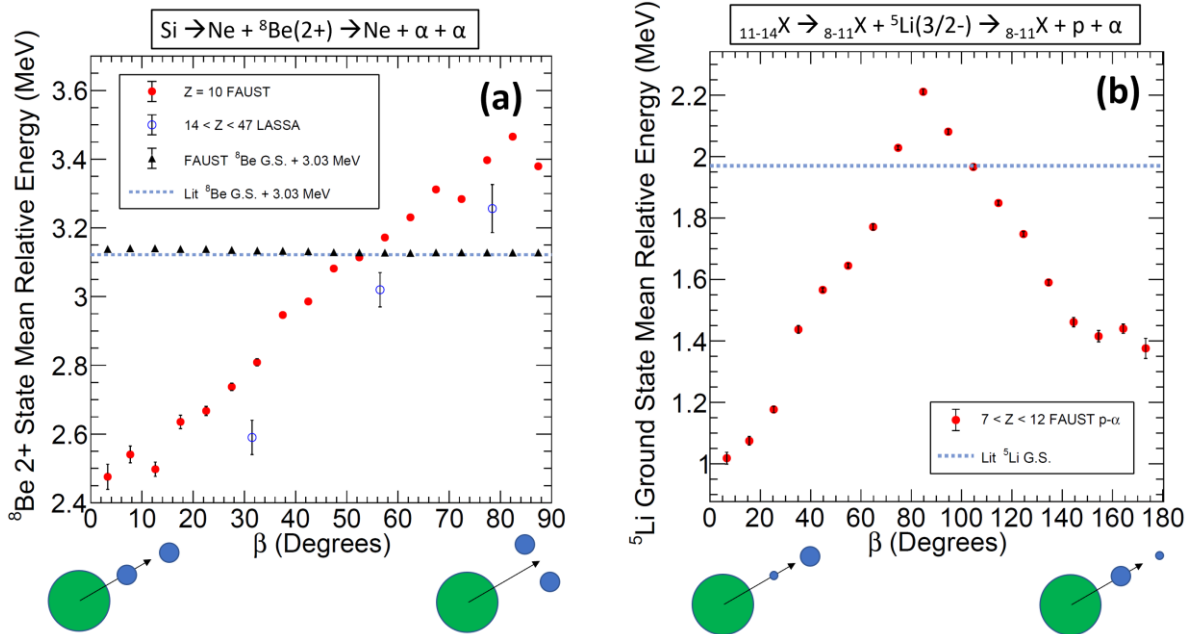 Si →Ne + ⁸Be(2+) →Ne + α + α
⁸Be 2+ State Mean Relative Energy (MeV)
3.6
3.4
3.2
3
2.8
2.6
2.4
(a)
Z = 10 FAUST
14 < Z < 47 LASSA
FAUST ⁸Be G.S. + 3.03 MeV
Lit ⁸Be G.S. + 3.03 MeV
0 10 20 30 40 50 60 70 80 90
β (Degrees)
₁₁₋₁₄X → ₈₋₁₁X + ⁵Li(3/2-) → ₈₋₁₁X + p + α
⁵Li Ground State Mean Relative Energy (MeV)
2.2
2
1.8
1.6
1.4
1.2
1
(b)
7 < Z < 12 FAUST p-α
Lit ⁵Li G.S.
0 20 40 60 80 100 120 140 160 180
β (Degrees)